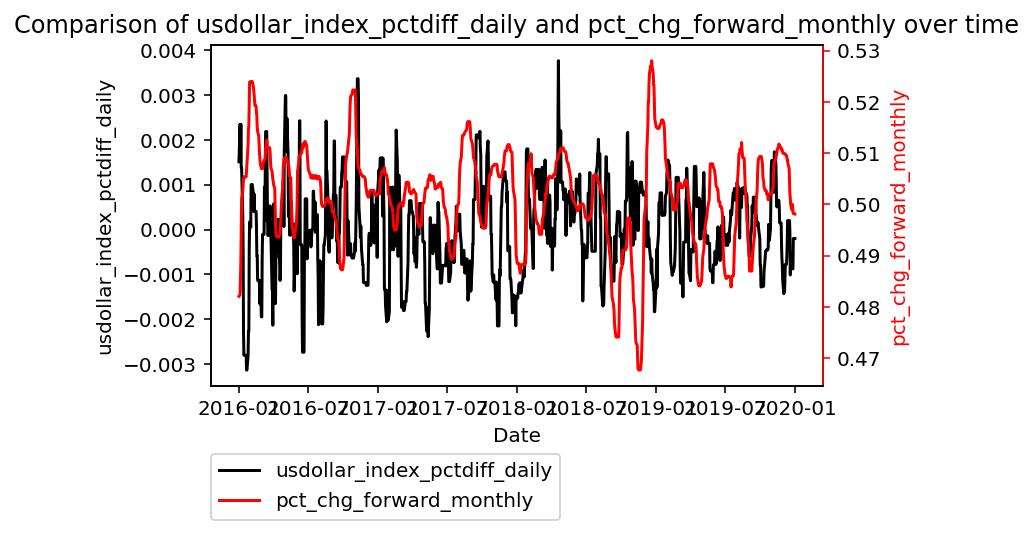 Comparison of usdollar_index_pctdiff_daily and pct_chg_forward_monthly over time
0.004
0.003
0.002
0.001
0.000
−0.001
−0.002
−0.003
usdollar_index_pctdiff_daily
0.53
0.52
0.51
0.50
0.49
0.48
0.47
pct_chg_forward_monthly
2016-01 2016-07 2017-01 2017-07 2018-01 2018-07 2019-01 2019-07 2020-01
Date
usdollar_index_pctdiff_daily
pct_chg_forward_monthly